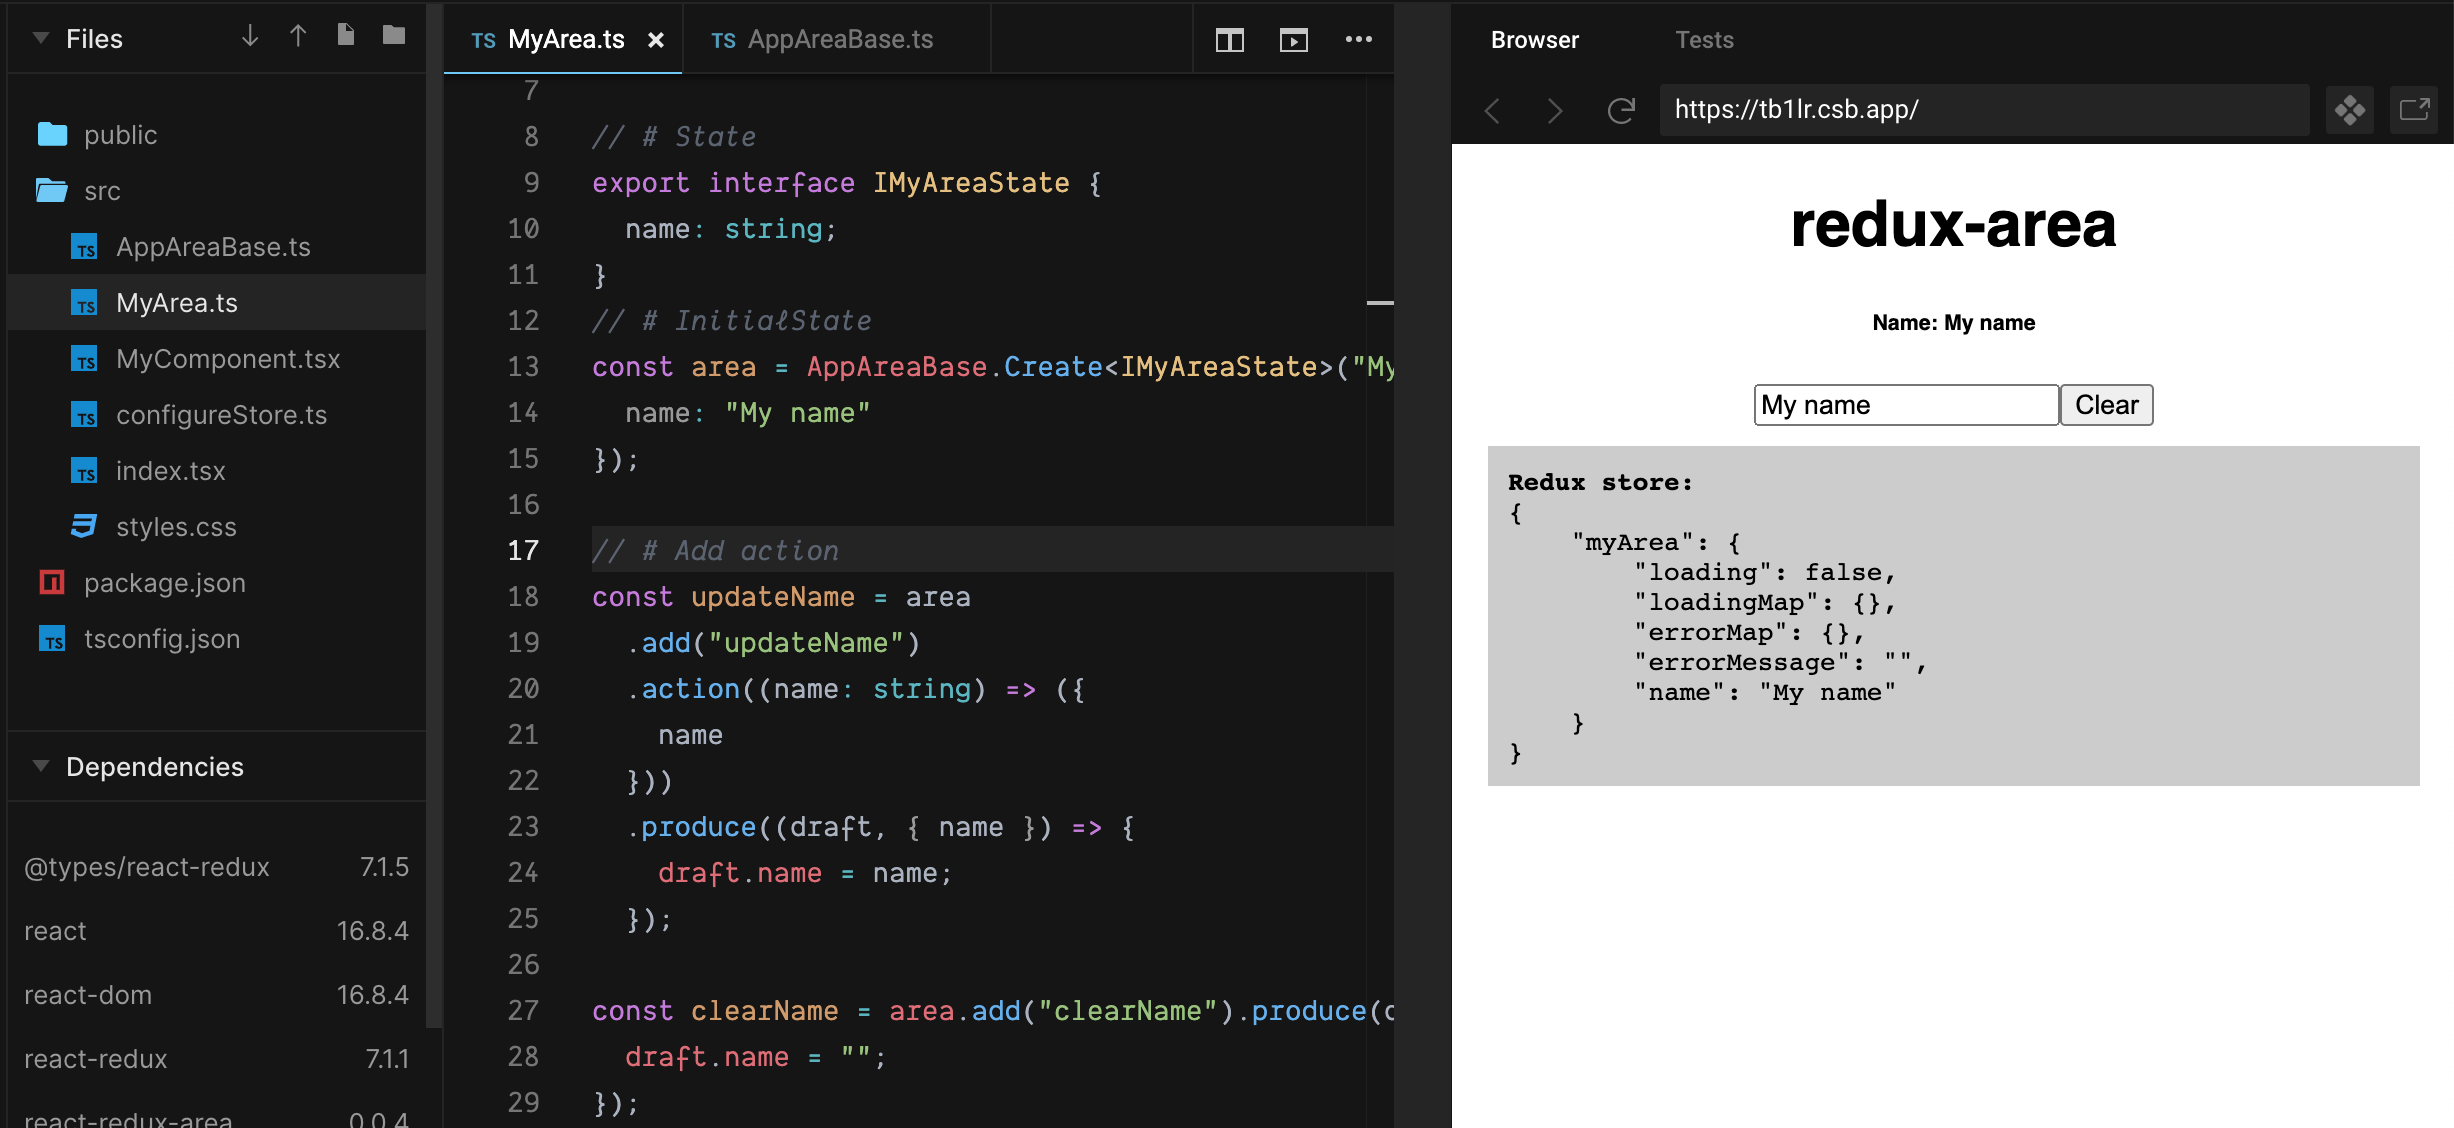 Files
public
src
AppAreaBase.ts
MyArea.ts
MyComponent.tsx
configureStore.ts
index.tsx
styles.css
package.json
tsconfig.json
Dependencies
@types/react-redux 7.1.5
react 16.8.4
react-dom 16.8.4
react-redux 7.1.1
react-redux-area 0.0.4
TS MyArea.ts TS AppAreaBase.ts
7
8 // # State
9 export interface IMyAreaState {
10 name: string;
11 }
12 // # InitialState
13 const area = AppAreaBase.Create<IMyAreaState>("My
14 name: "My name"
15 });
16
17 // # Add action
18 const updateName = area
19 .add("updateName")
20 .action((name: string) => ({
21 name
22 }))
23 .produce((draft, { name }) => {
24 draft.name = name;
25 });
26
27 const clearName = area.add("clearName").produce(
28 draft.name = "";
29 });
Browser Tests
https://tb1lr.csb.app/
redux-area
Name: My name
My name Clear
Redux store:
{
"myArea": {
"loading": false,
"loadingMap": {},
"errorMap": {},
"errorMessage": "",
"name": "My name"
}
}